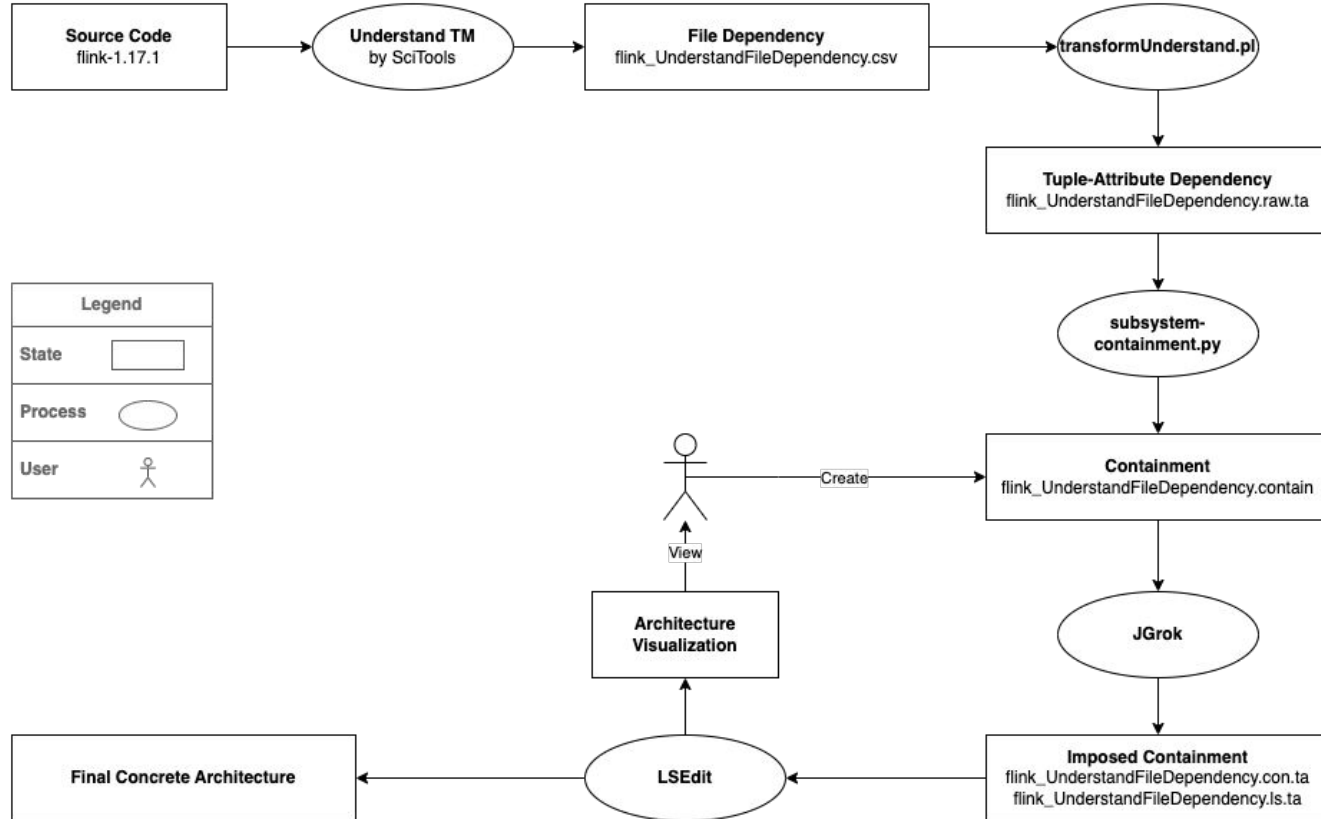 Source Code
flink-1.17.1
Understand TM
by SciTools
File Dependency
flink_UnderstandFileDependency.csv
transformUnderstand.pl
Tuple-Attribute Dependency
flink_UnderstandFileDependency.raw.ta
Legend
State
Process
User
subsystem-
containment.py
Create
Containment
flink_UnderstandFileDependency.contain
View
Architecture
Visualization
JGrok
Final Concrete Architecture
LSEdit
Imposed Containment
flink_UnderstandFileDependency.con.ta
flink_UnderstandFileDependency.ls.ta